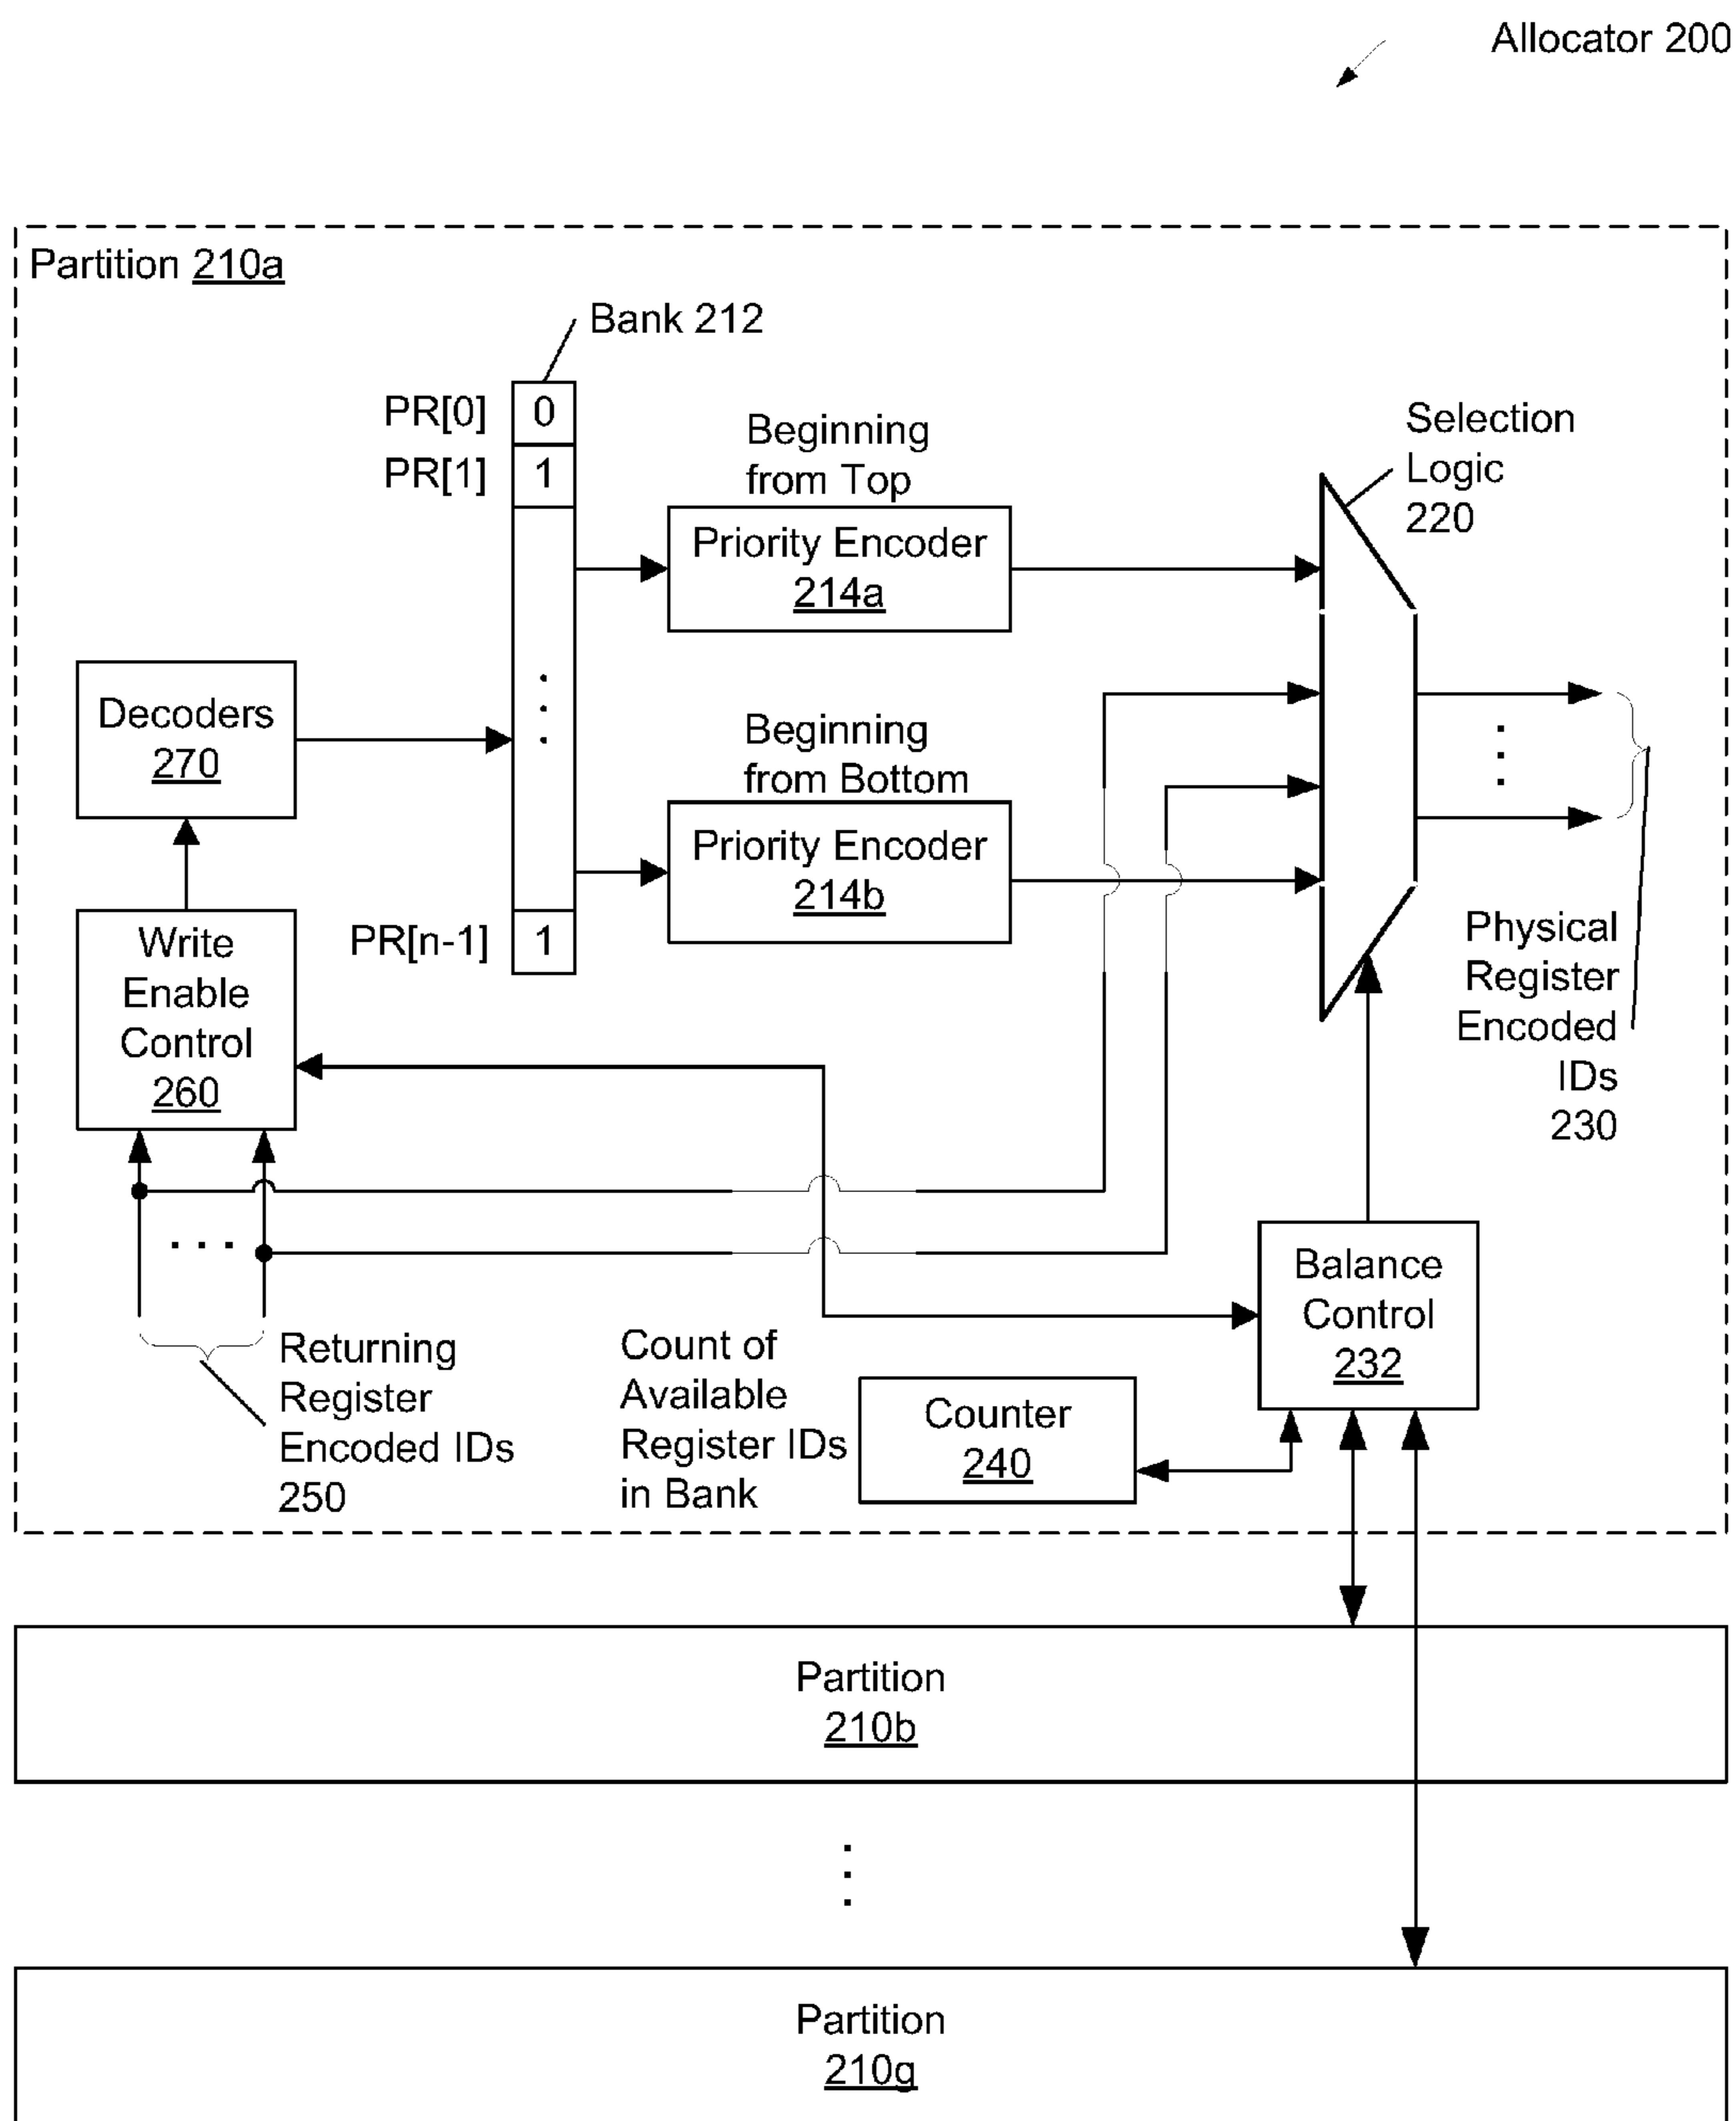 Allocator 200
Partition 210a
Bank 212
PR[0]
0
PR[1]
1
Beginning
from Top
Priority Encoder
214a
Selection
Logic
220
Decoders
270
Beginning
from Bottom
Priority Encoder
214b
PR[n-1]
1
Write
Enable
Control
260
Physical
Register
Encoded
IDs
230
Balance
Control
232
Returning
Register
Encoded IDs
250
Count of
Available
Register IDs
in Bank
Counter
240
Partition
210b
Partition
210g